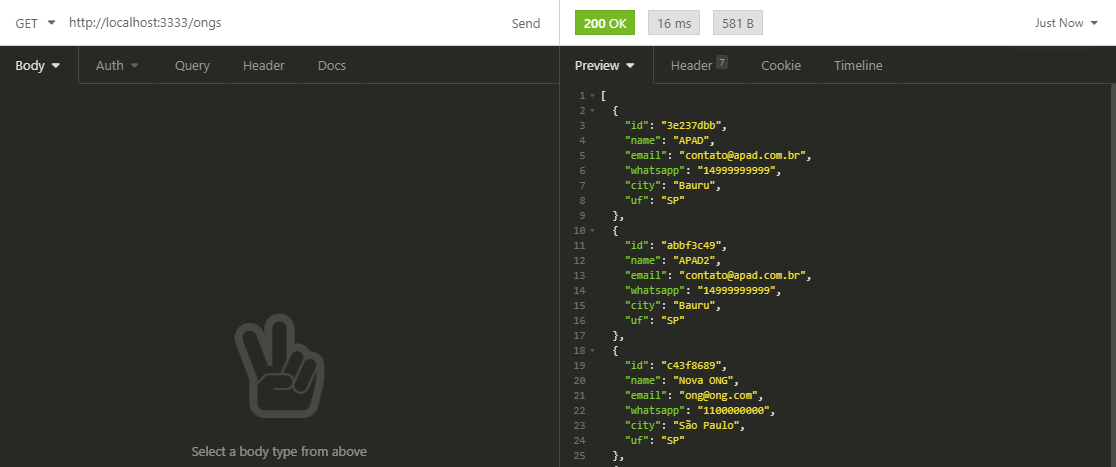 GET http://localhost:3333/ongs Send
200 OK 16 ms 581 B Just Now
Body Auth Query Header Docs
Preview Header 7 Cookie Timeline
1 [
2 {
3 "id": "3e237dbb",
4 "name": "APAD",
5 "email": "contato@apad.com.br",
6 "whatsapp": "14999999999",
7 "city": "Bauru",
8 "uf": "SP"
9 },
10 {
11 "id": "abbf3c49",
12 "name": "APAD2",
13 "email": "contato@apad.com.br",
14 "whatsapp": "14999999999",
15 "city": "Bauru",
16 "uf": "SP"
17 },
18 {
19 "id": "c43f8689",
20 "name": "Nova ONG",
21 "email": "ong@ong.com",
22 "whatsapp": "1100000000",
23 "city": "São Paulo",
24 "uf": "SP"
25 },
Select a body type from above